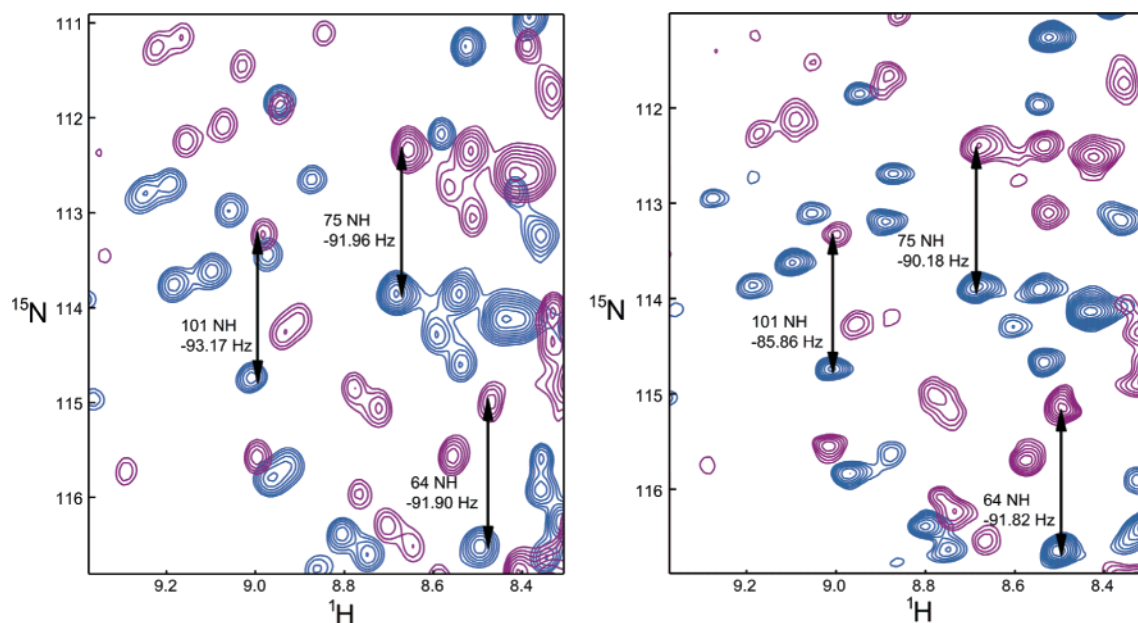 111
112
113
114
115
116
15N
75 NH
-91.96 Hz
101 NH
-93.17 Hz
64 NH
-91.90 Hz
9.2
9.0
8.8
8.6
8.4
1H
112
113
114
115
116
15N
75 NH
-90.18 Hz
101 NH
-85.86 Hz
64 NH
-91.82 Hz
9.2
9.0
8.8
8.6
8.4
1H